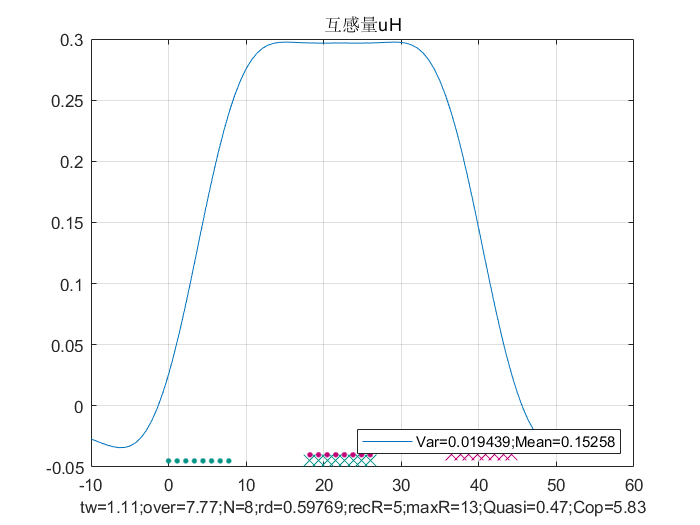 互感量uH
0.3
0.25
0.2
0.15
0.1
0.05
0
-0.05
Var=0.019439;Mean=0.15258
-10 0 10 20 30 40 50 60
tw=1.11;over=7.77;N=8;rd=0.59769;recR=5;maxR=13;Quasi=0.47;Cop=5.83